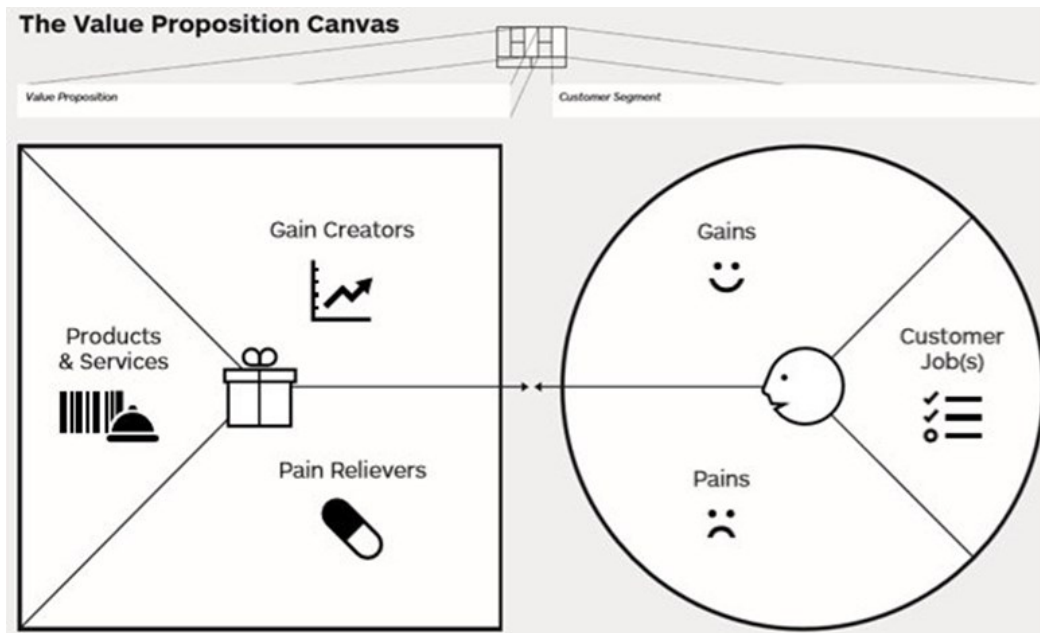 The Value Proposition Canvas
Value Proposition
Customer Segment
Gain Creators
Products
& Services
Pain Relievers
Gains
Customer
Job(s)
Pains